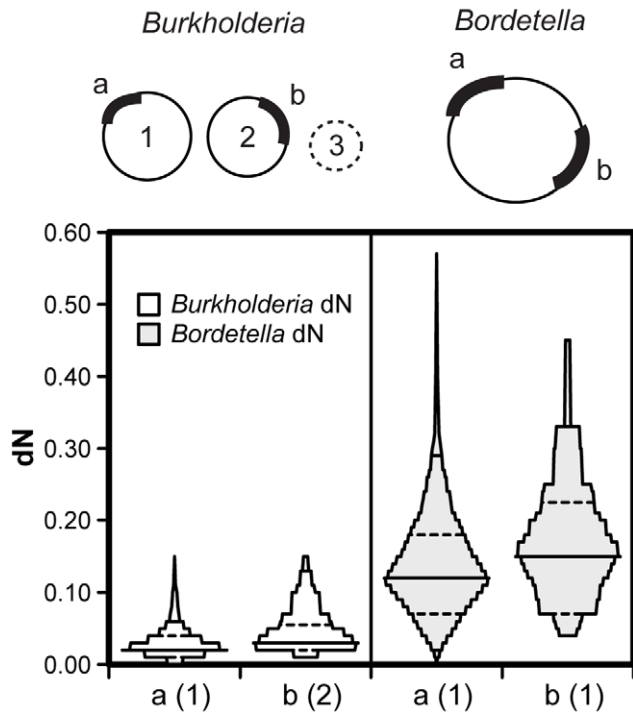 Burkholderia Bordetella
a b a
1 2 3
b
0.60
0.50
Burkholderia dN
Bordetella dN
0.40
dN
0.30
0.20
0.10
0.00
a (1) b (2) a (1) b (1)